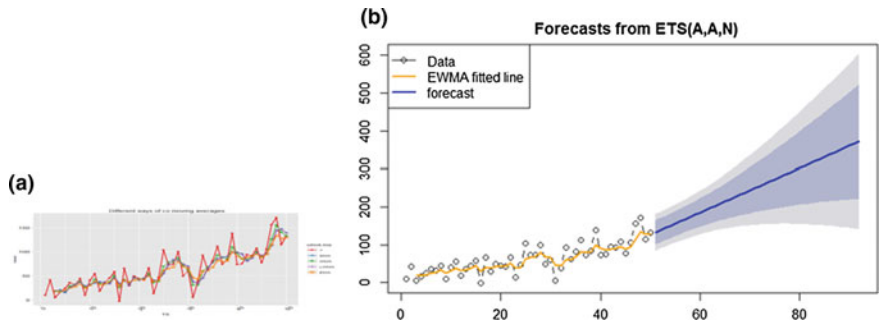 (a)
Different ways of co moving averages
(b)
Forecasts from ETS(A,A,N)
Data
EWMA fitted line
forecast
600
500
400
300
200
100
0
0 20 40 60 80